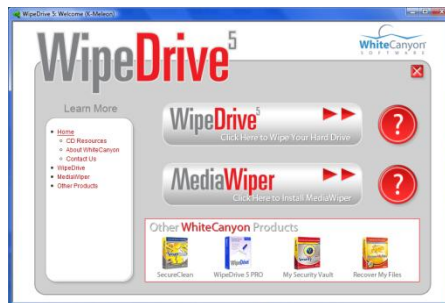 WipeDrive 5: Welcome (K-Meleon)
WipeDrive5
WhiteCanyon
SOFTWARE
Learn More
Home
CD Resources
About WhiteCanyon
Contact Us
WipeDrive
MediaWiper
Other Products
WipeDrive5
Click Here to Wipe Your Hard Drive
?
MediaWiper
Click Here to Install MediaWiper
?
Other WhiteCanyon Products
SecureClean
WipeDrive 5 PRO
My Security Vault
Recover My Files